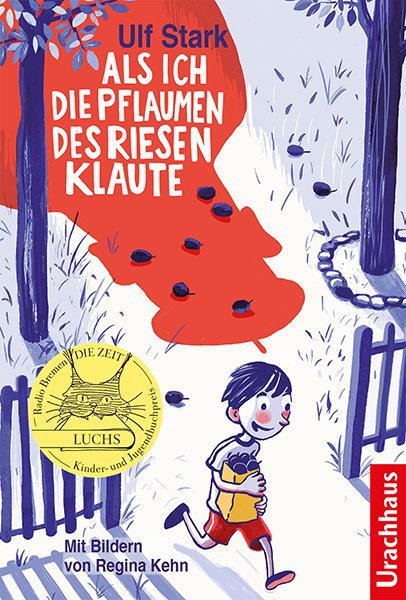 Ulf Stark
ALS ICH
DIE PFLAUMEN
DES RIESEN
KLAUTE
Radio Bremen
DIE ZEIT
LUCHS
Kinder- und Jugendbuchpreis
Mit Bildern
von Regina Kehn
Urachhaus